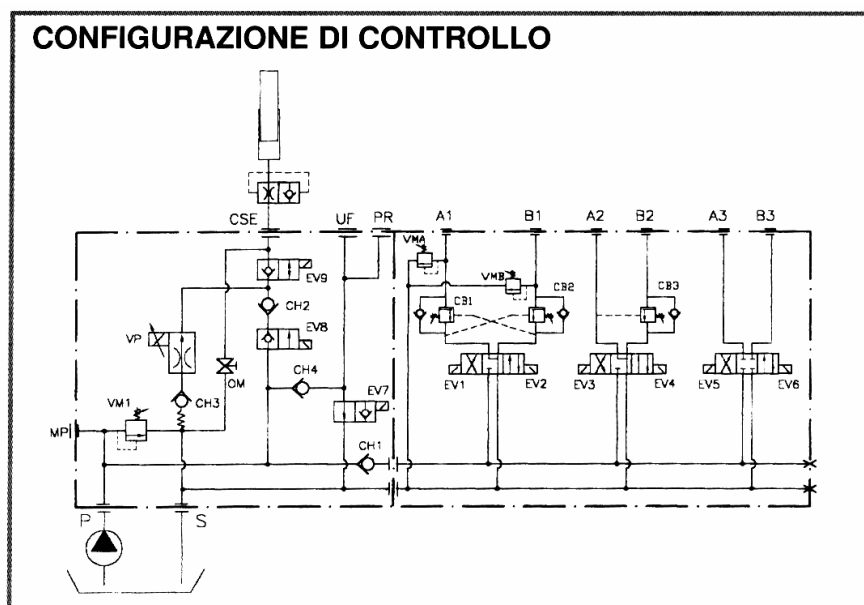 CONFIGURAZIONE DI CONTROLLO
CSE UF PR A1 B1 A2 B2 A3 B3
VMA
EV9
VMB
CH2
CB1 CB2 CB3
VP
EV8
OM
CH4
EV1 EV2 EV3 EV4 EV5 EV6
VM1 CH3
EV7
MP
CH1
P S